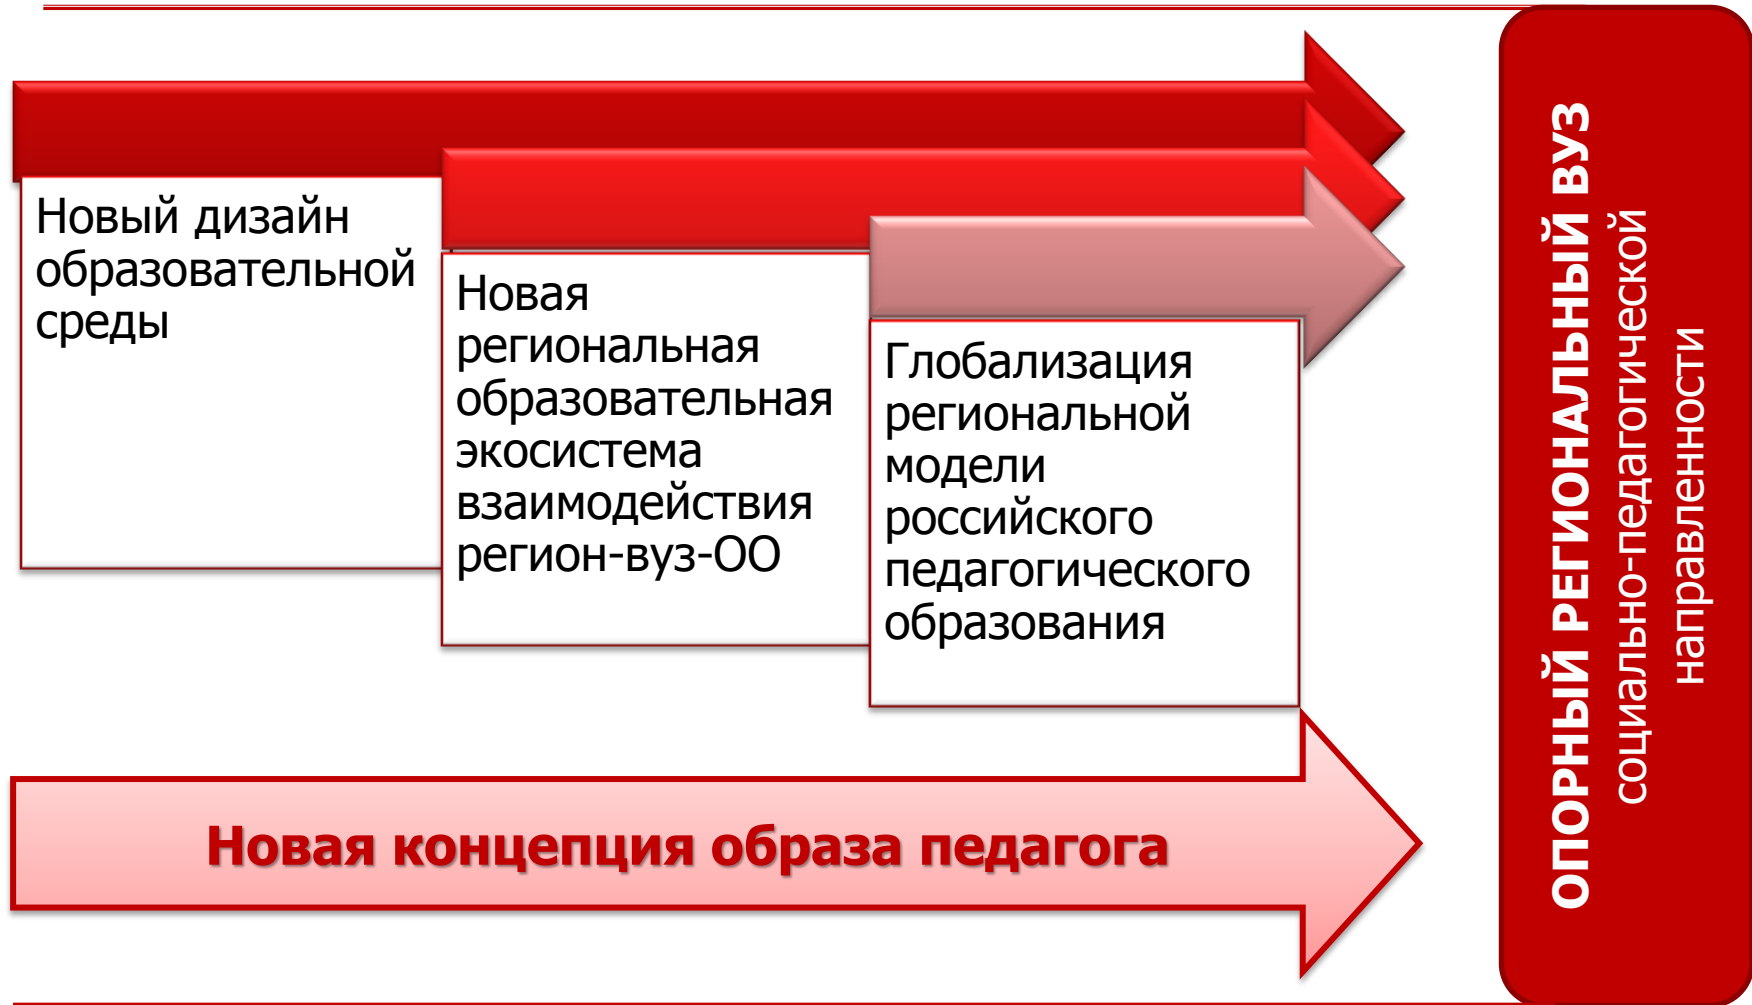 Новый дизайн
образовательной
среды
Новая
региональная
образовательная
экосистема
взаимодействия
регион-вуз-ОО
Глобализация
региональной
модели
российского
педагогического
образования
Новая концепция образа педагога
ОПОРНЫЙ РЕГИОНАЛЬНЫЙ ВУЗ
социально-педагогической
направленности